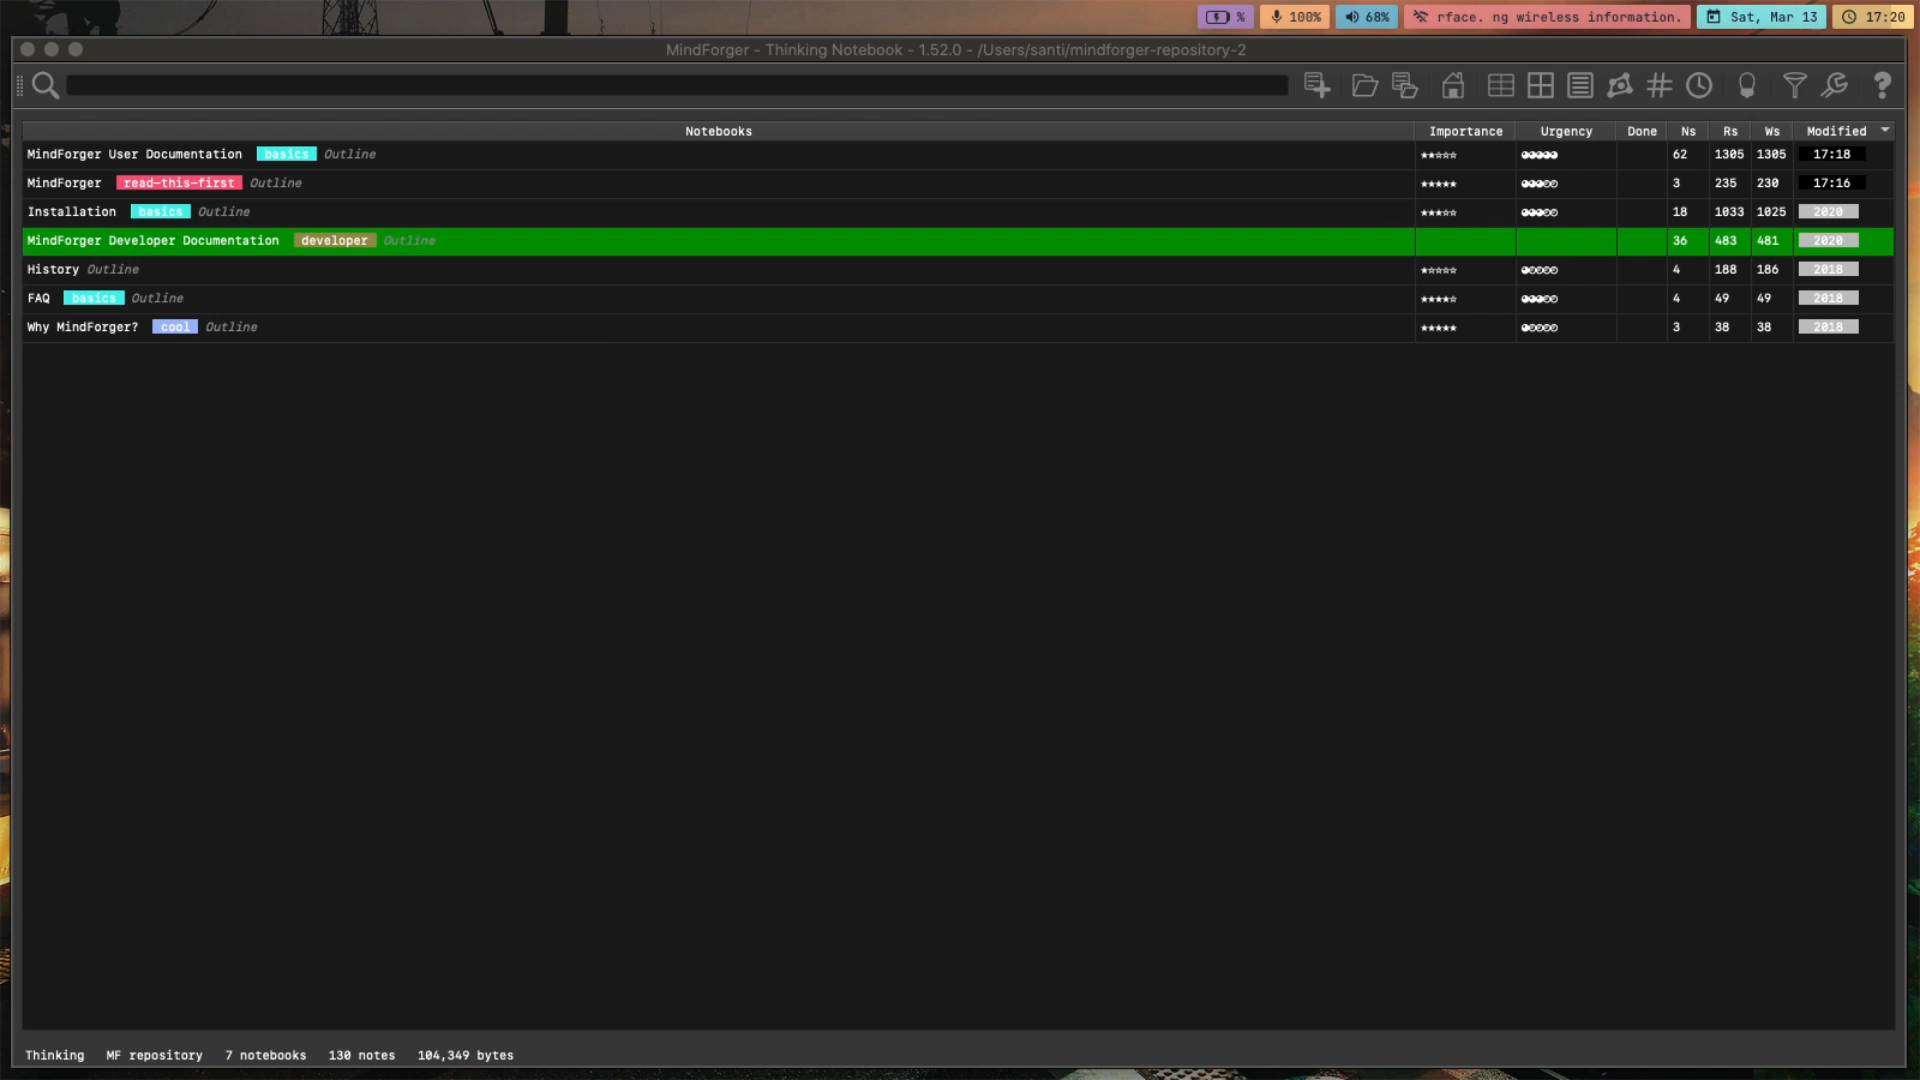 % 100% 68% rface. ng wireless information. Sat, Mar 13 17:20
MindForger - Thinking Notebook - 1.52.0 - /Users/santi/mindforger-repository-2
Notebooks Importance Urgency Done Ns Rs Ws Modified
MindForger User Documentation basics Outline ★★☆☆☆ 62 1305 1305 17:18
MindForger read-this-first Outline ★★★★★ 3 235 230 17:16
Installation basics Outline ★★★☆☆ 18 1033 1025 2020
MindForger Developer Documentation developer Outline 36 483 481 2020
History Outline ★☆☆☆☆ 4 188 186 2018
FAQ basics Outline ★★★★☆ 4 49 49 2018
Why MindForger? cool Outline ★★★★★ 3 38 38 2018
Thinking MF repository 7 notebooks 130 notes 104,349 bytes